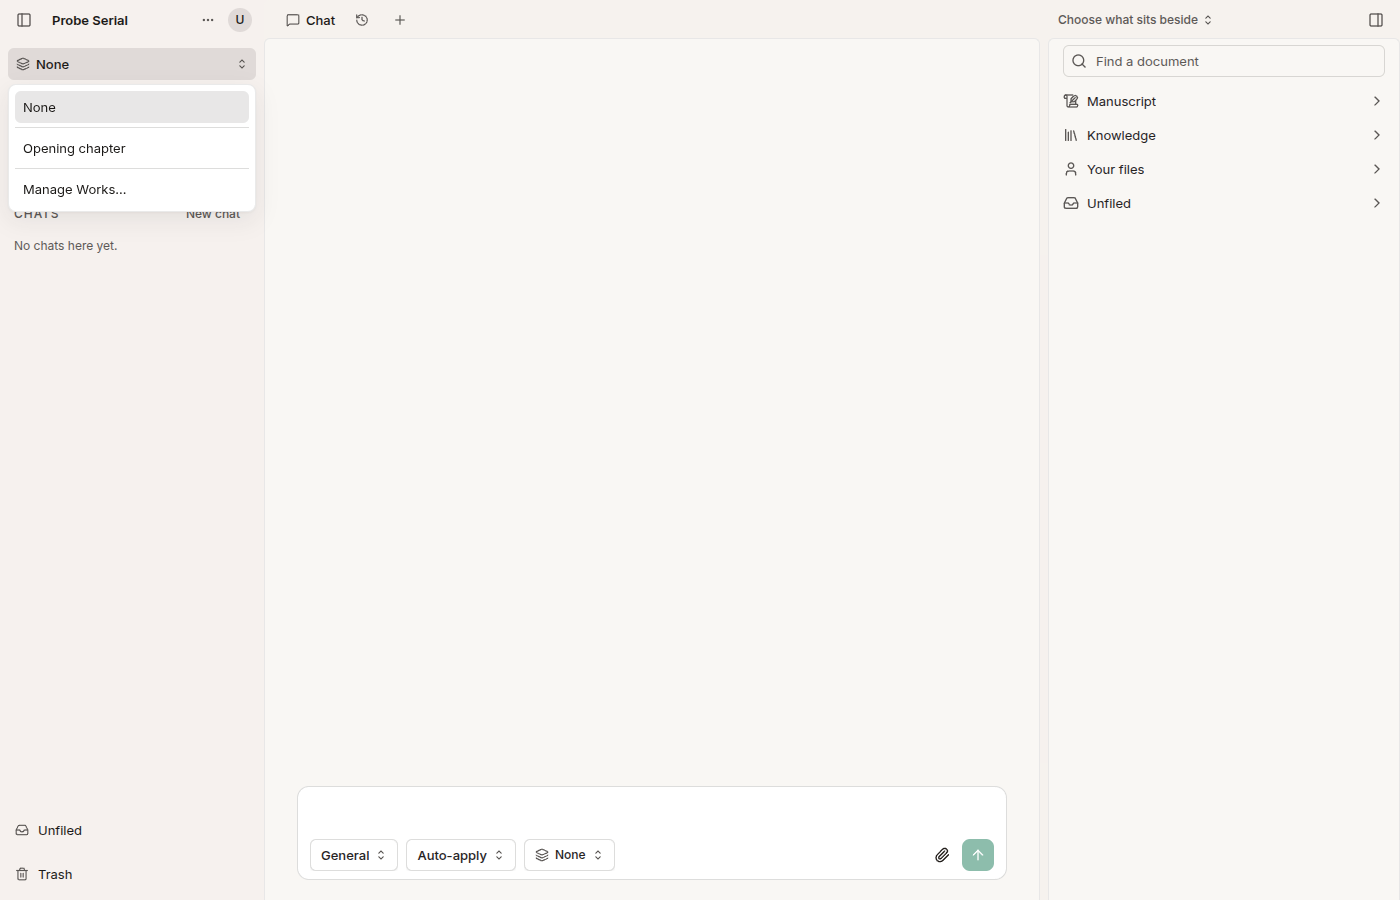 Probe Serial
U
None
None
Opening chapter
Manage Works...
CHATS
New chat
No chats here yet.
Unfiled
Trash
Chat
General
Auto-apply
None
Choose what sits beside
Find a document
Manuscript
Knowledge
Your files
Unfiled